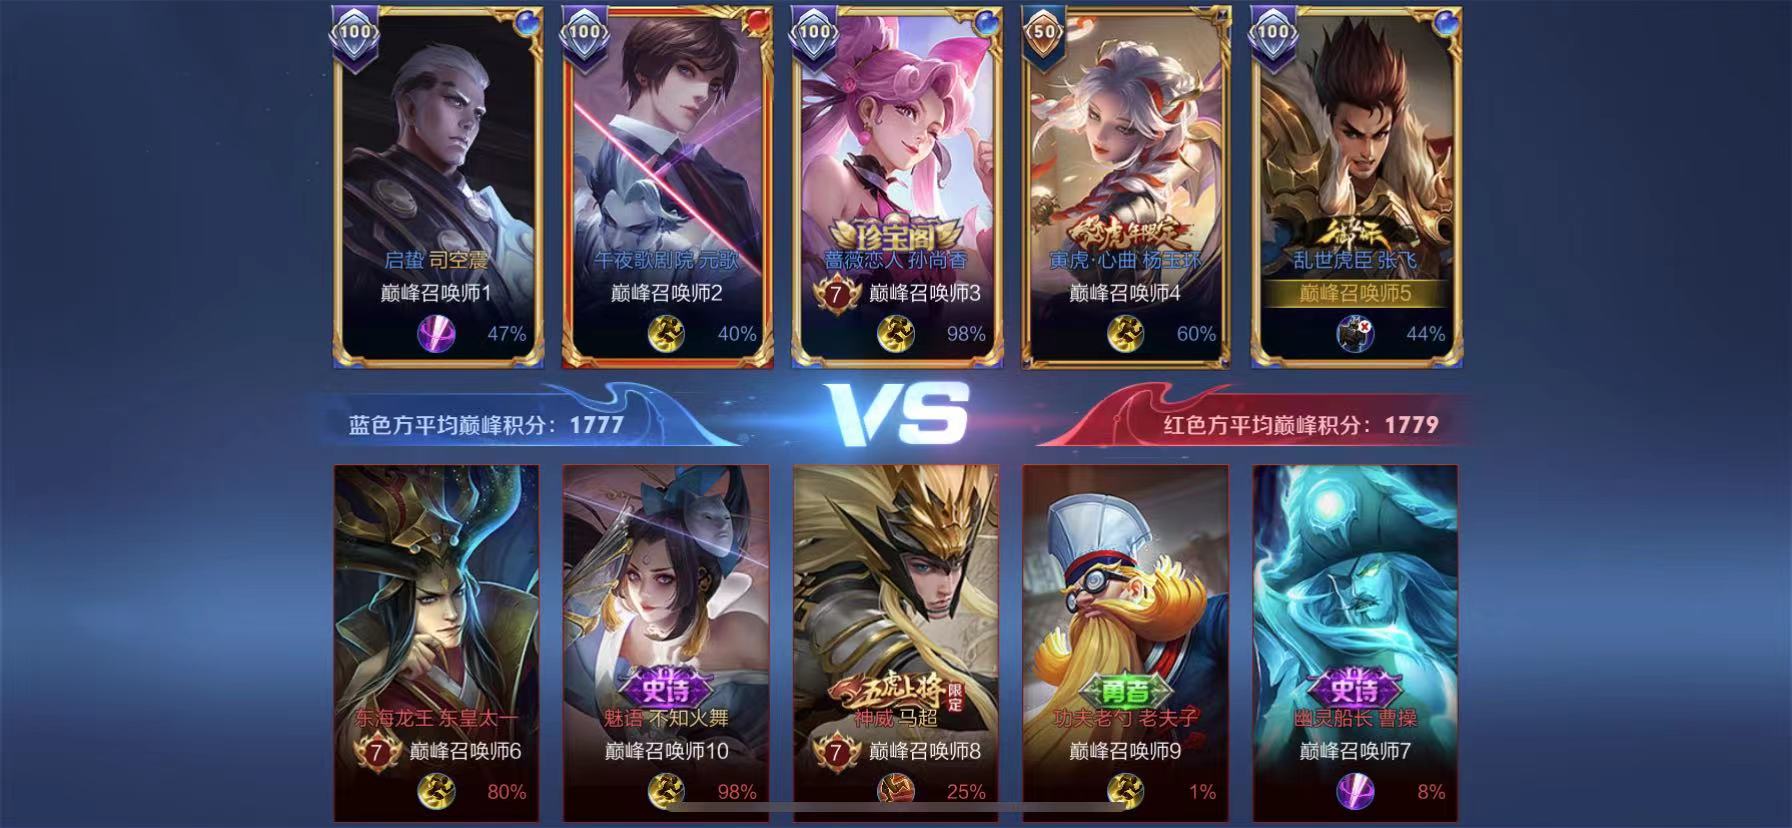 100
100
100
50
100
珍宝阁
虎年限定
启蛰 司空震
午夜歌剧院 元歌
蔷薇恋人 孙尚香
寅虎·心曲 杨玉环
乱世虎臣 张飞
巅峰召唤师1
巅峰召唤师2
7 巅峰召唤师3
巅峰召唤师4
巅峰召唤师5
47%
40%
98%
60%
44%
蓝色方平均巅峰积分：1777
VS
红色方平均巅峰积分：1779
史诗
五虎上将 限定
勇者
史诗
东海龙王 东皇太一
魅语 不知火舞
神威 马超
功夫老勺 老夫子
幽灵船长 曹操
7 巅峰召唤师6
巅峰召唤师10
7 巅峰召唤师8
巅峰召唤师9
巅峰召唤师7
80%
98%
25%
1%
8%